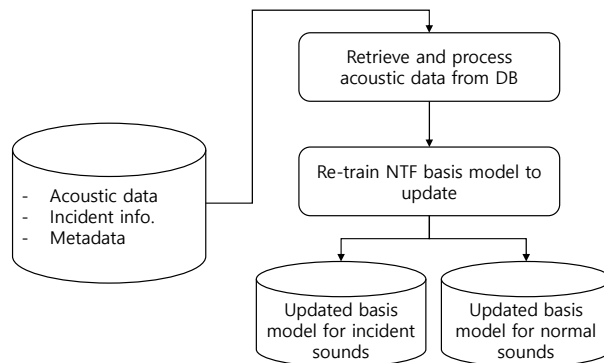 Retrieve and process
acoustic data from DB
- Acoustic data
- Incident info.
- Metadata
Re-train NTF basis model to
update
Updated basis
model for incident
sounds
Updated basis
model for normal
sounds